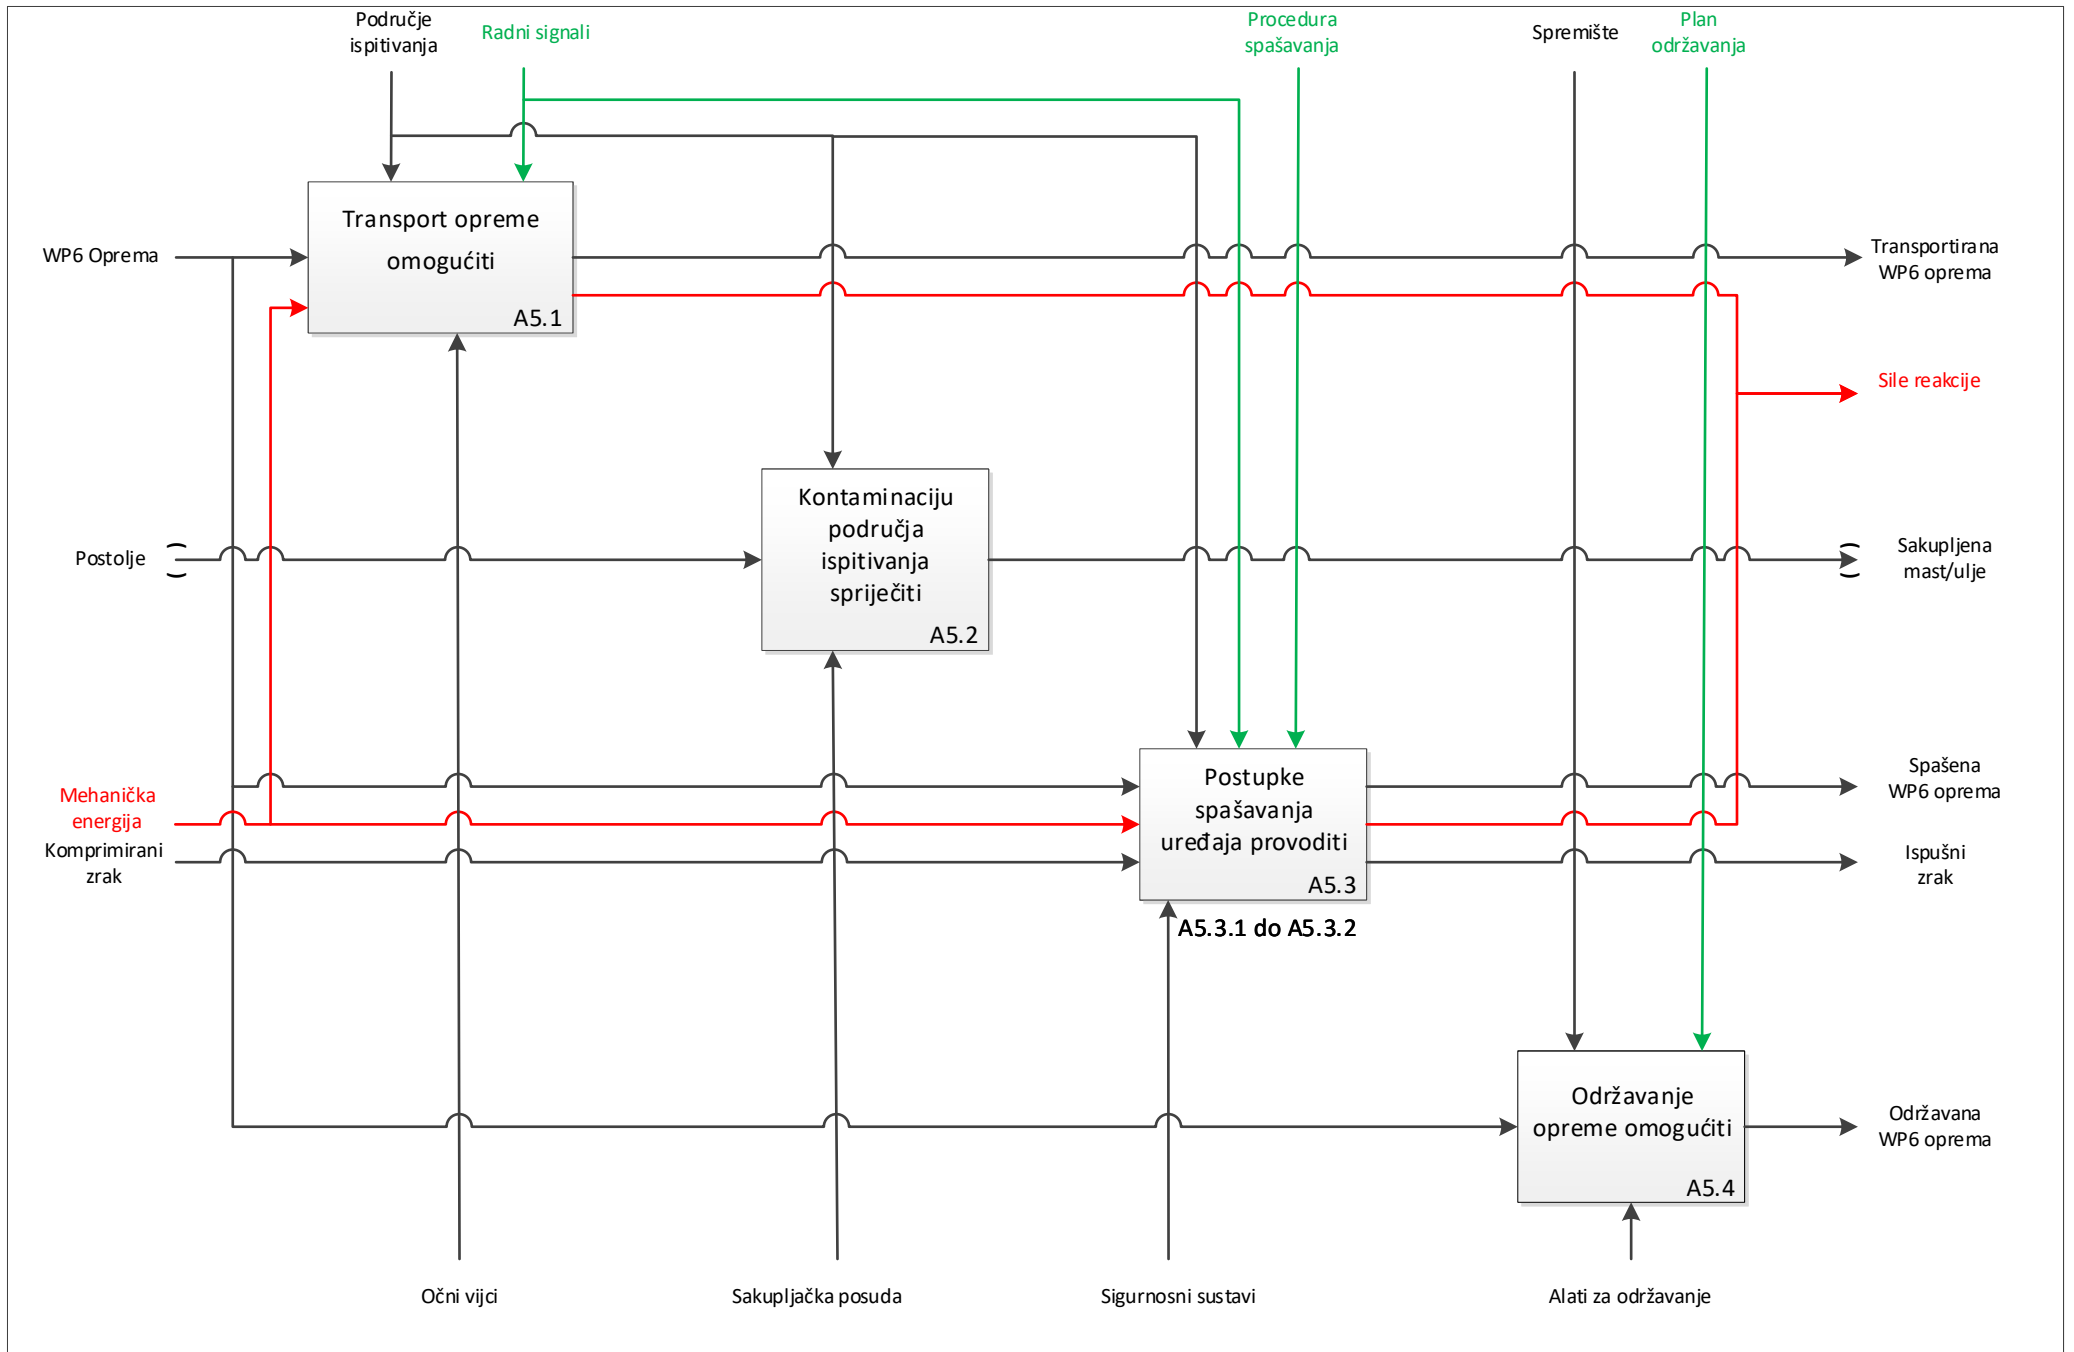 Područje
ispitivanja
Radni signali
Procedura
spašavanja
Spremište
Plan
održavanja
WP6 Oprema
Transport opreme
omogućiti
A5.1
Transportirana
WP6 oprema
Sile reakcije
Postolje
Kontaminaciju
područja
ispitivanja
spriječiti
A5.2
Sakupljena
mast/ulje
Mehanička
energija
Komprimirani
zrak
Postupke
spašavanja
uređaja provoditi
A5.3
A5.3.1 do A5.3.2
Spašena
WP6 oprema
Ispušni
zrak
Održavanje
opreme omogućiti
A5.4
Održavana
WP6 oprema
Očni vijci
Sakupljačka posuda
Sigurnosni sustavi
Alati za održavanje